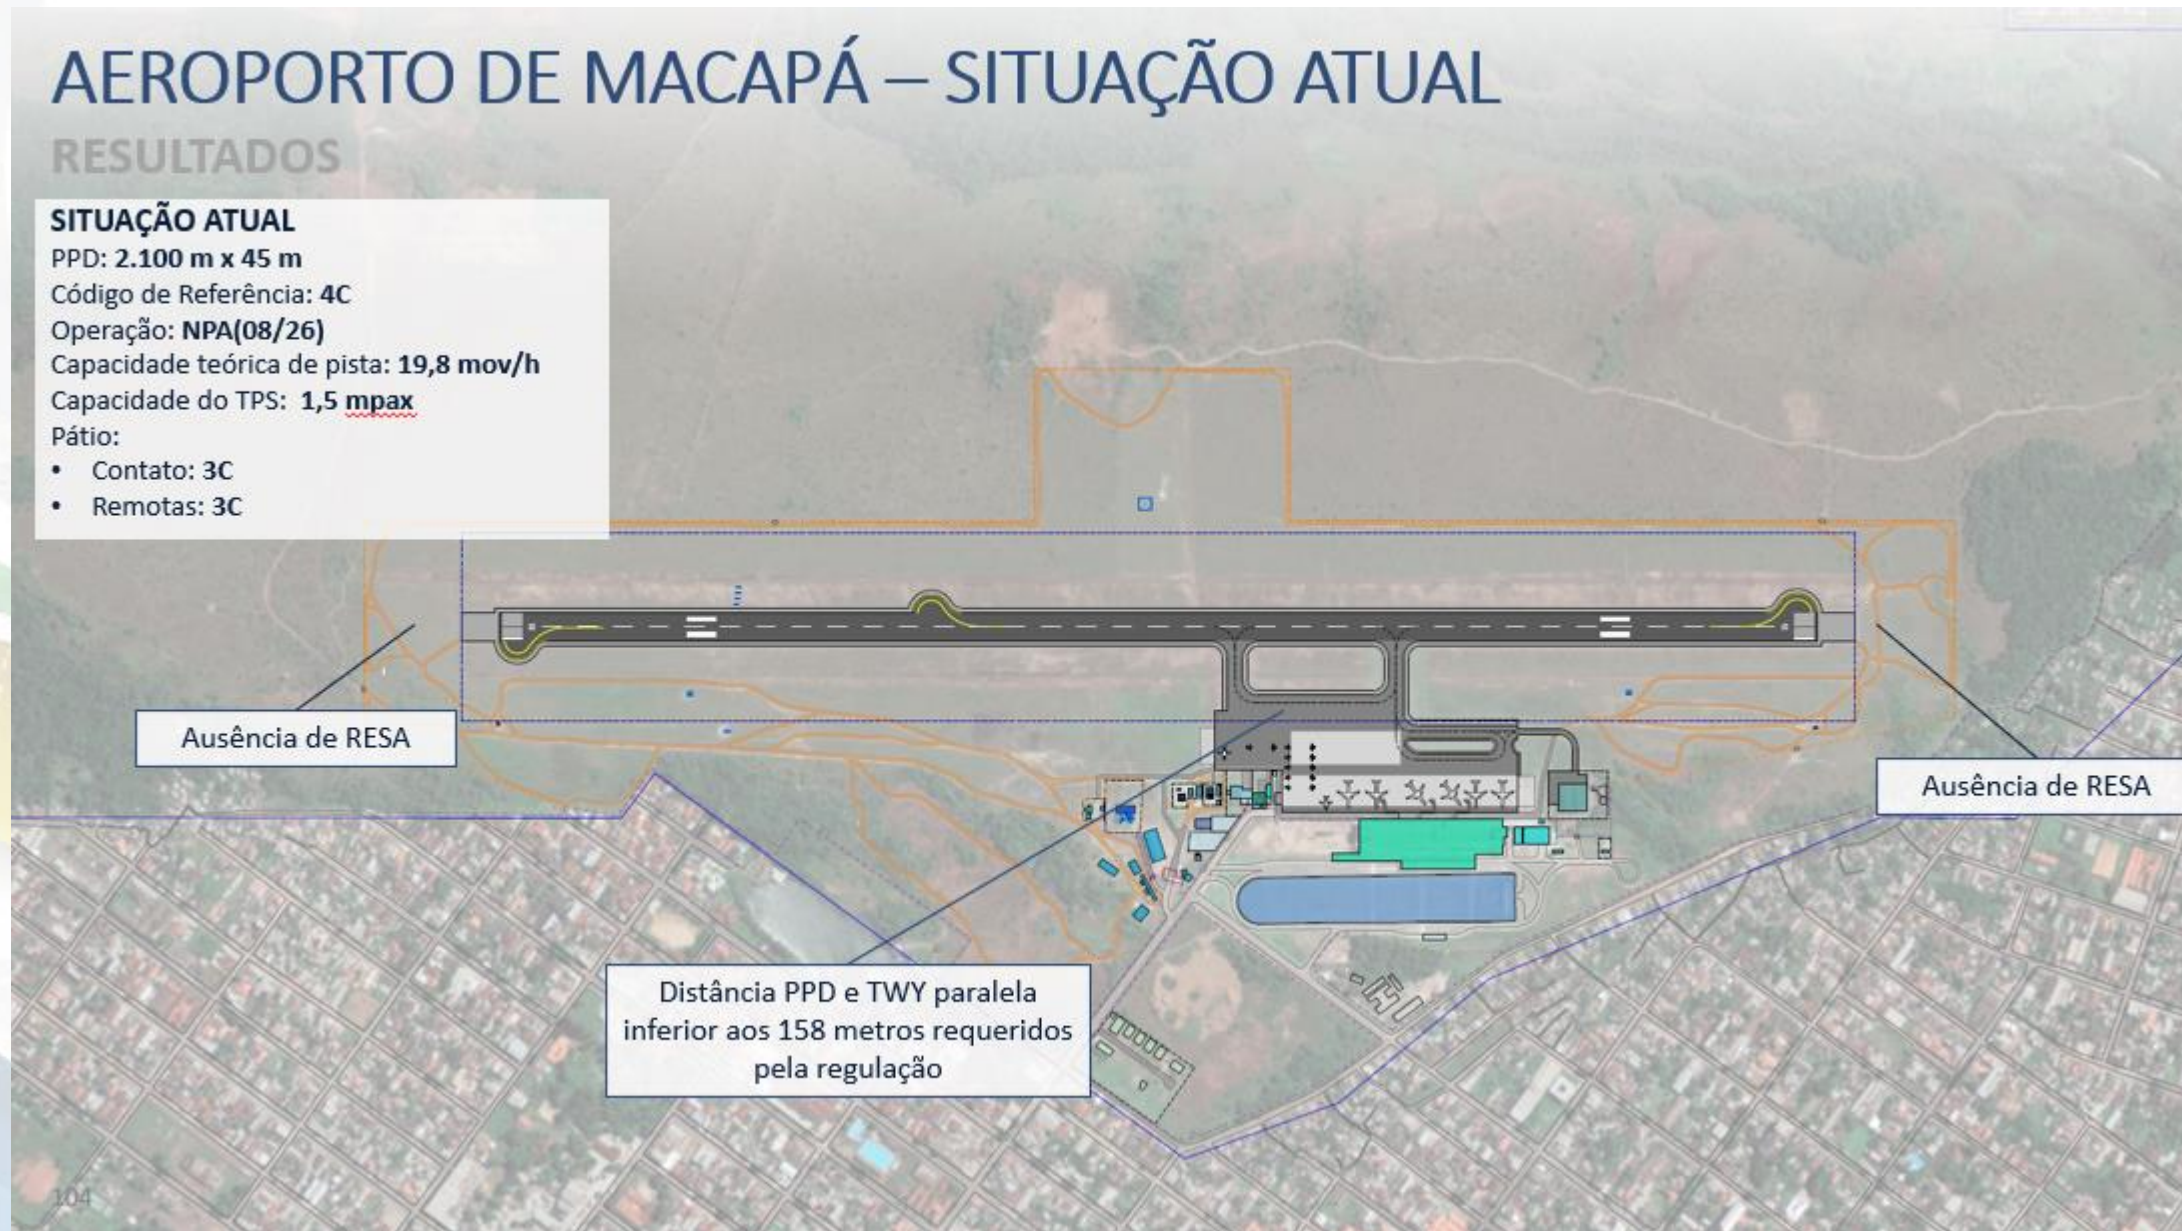 AEROPORTO DE MACAPÁ – SITUAÇÃO ATUAL
RESULTADOS
SITUAÇÃO ATUAL
PPD: 2.100 m x 45 m
Código de Referência: 4C
Operação: NPA(08/26)
Capacidade teórica de pista: 19,8 mov/h
Capacidade do TPS: 1,5 mpax
Pátio:
• Contato: 3C
• Remotas: 3C
Ausência de RESA
Ausência de RESA
Distância PPD e TWY paralela
inferior aos 158 metros requeridos
pela regulação
104